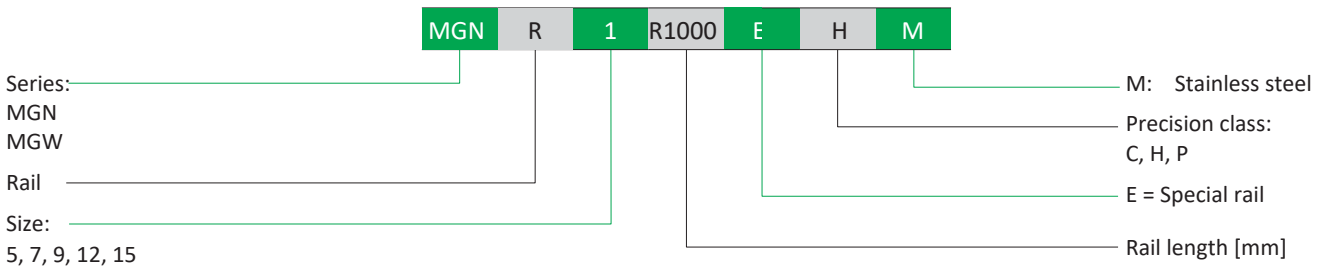 MGN R 1 R1000 E H M
Series:
MGN
MGW
Rail
Size:
5, 7, 9, 12, 15
M: Stainless steel
Precision class:
C, H, P
E = Special rail
Rail length [mm]